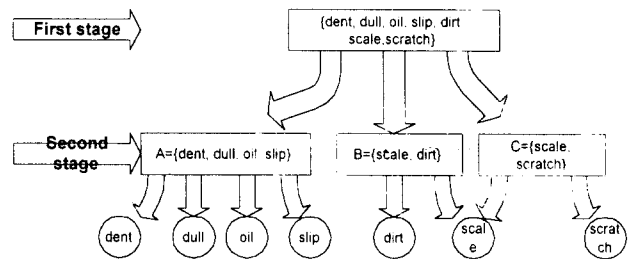 First stage
{dent, dull, oil, slip, dirt
scale,scratch}
Second
stage
A={dent, dull, oil, slip}
B={scale, dirt}
C={scale,
scratch}
dent
dull
oil
slip
dirt
scal
e
scrat
ch